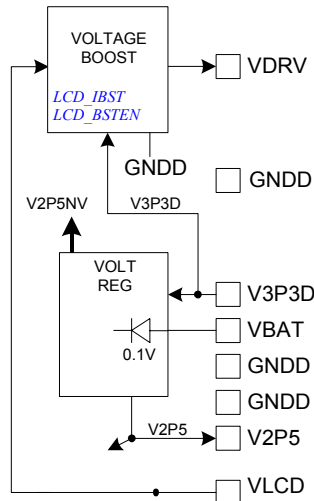 VOLTAGE
BOOST
VDRV
LCD_IBST
LCD_BSTEN
GNDD
GNDD
V3P3D
V2P5NV
VOLT
REG
V3P3D
VBAT
0.1V
GNDD
GNDD
V2P5
V2P5
VLCD